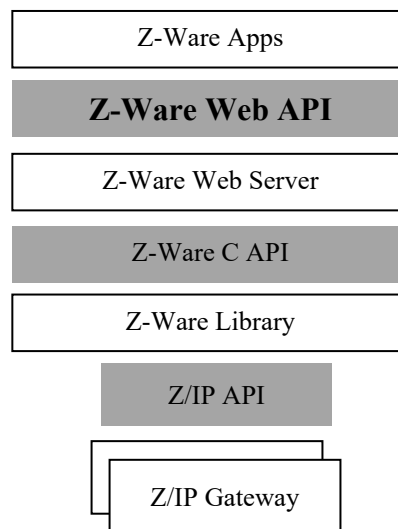 Z-Ware Apps
Z-Ware Web API
Z-Ware Web Server
Z-Ware C API
Z-Ware Library
Z/IP API
Z/IP Gateway